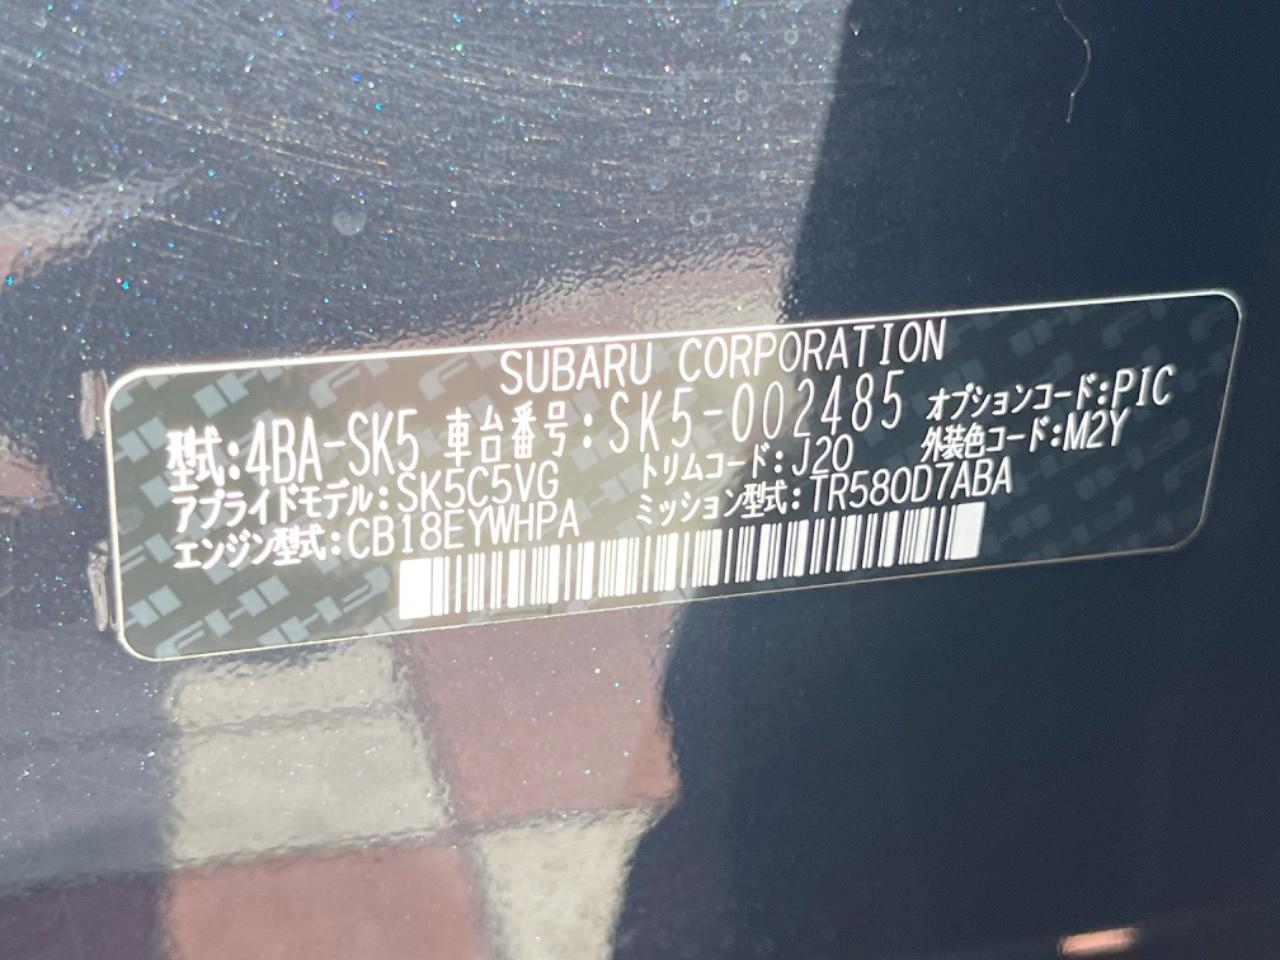 SUBARU CORPORATION
型式:4BA-SK5 車台番号:SK5-002485 オプションコード:PIC
アプライドモデル:SK5C5VG トリムコード:J20 外装色コード:M2Y
エンジン型式:CB18EYWHPA ミッション型式:TR580D7ABA